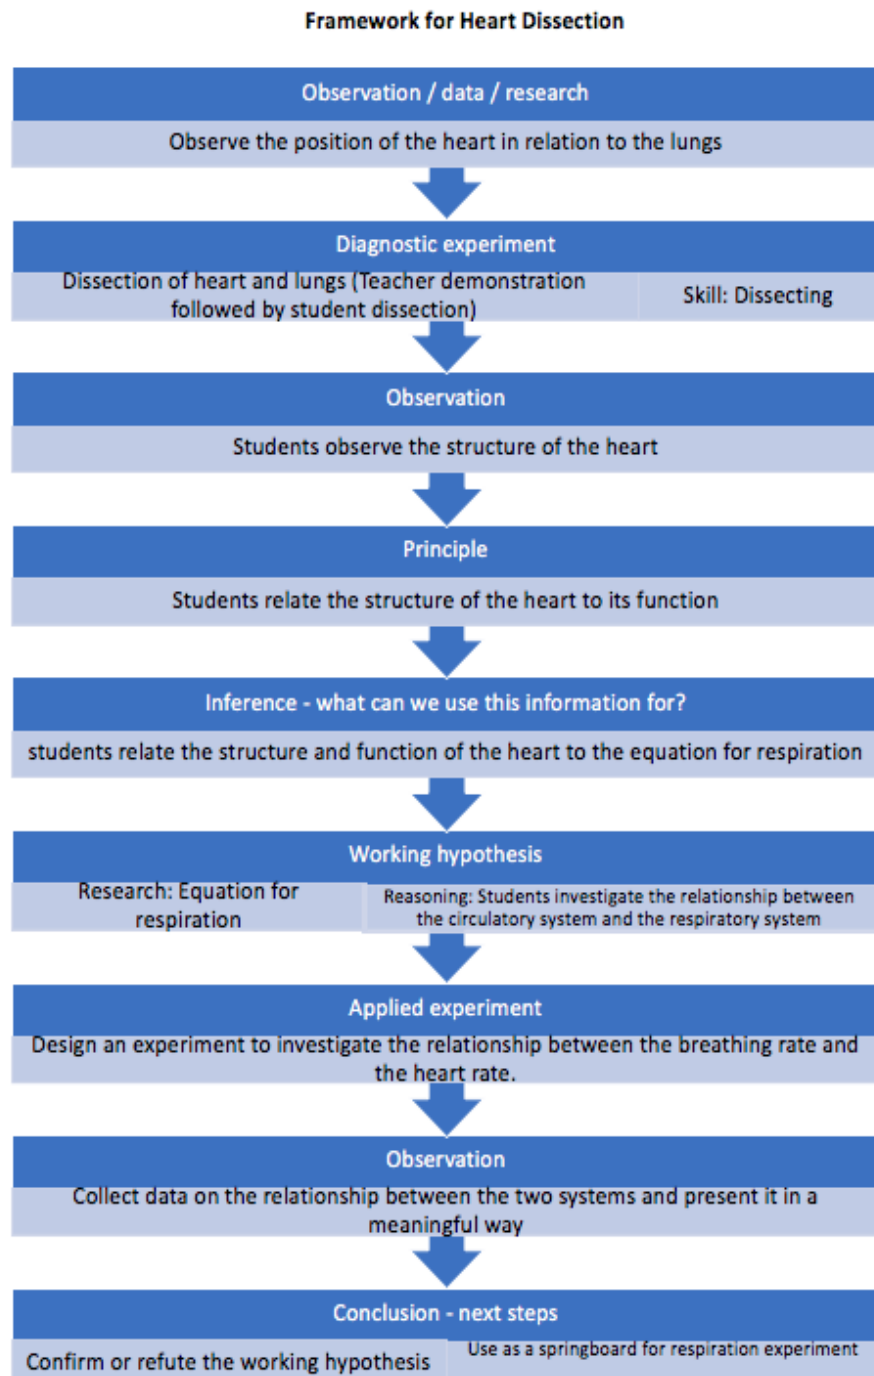 Framework for Heart Dissection
Observation / data / research
Observe the position of the heart in relation to the lungs
Diagnostic experiment
Dissection of heart and lungs (Teacher demonstration
followed by student dissection)
Skill: Dissecting
Observation
Students observe the structure of the heart
Principle
Students relate the structure of the heart to its function
Inference - what can we use this information for?
students relate the structure and function of the heart to the equation for respiration
Working hypothesis
Research: Equation for
respiration
Reasoning: Students investigate the relationship between
the circulatory system and the respiratory system
Applied experiment
Design an experiment to investigate the relationship between the breathing rate and
the heart rate.
Observation
Collect data on the relationship between the two systems and present it in a
meaningful way
Conclusion - next steps
Confirm or refute the working hypothesis
Use as a springboard for respiration experiment